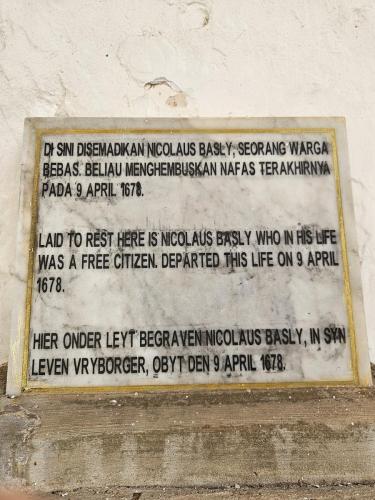 DI SINI DISEMADIKAN NICOLAUS BASLY, SEORANG WARGA
BEBAS. BELIAU MENGHEMBUSKAN NAFAS TERAKHIRNYA
PADA 9 APRIL 1678.
LAID TO REST HERE IS NICOLAUS BASLY WHO IN HIS LIFE
WAS A FREE CITIZEN. DEPARTED THIS LIFE ON 9 APRIL
1678.
HIER ONDER LEYT BEGRAVEN NICOLAUS BASLY, IN SYN
LEVEN VRYBORGER, OBYT DEN 9 APRIL 1678.